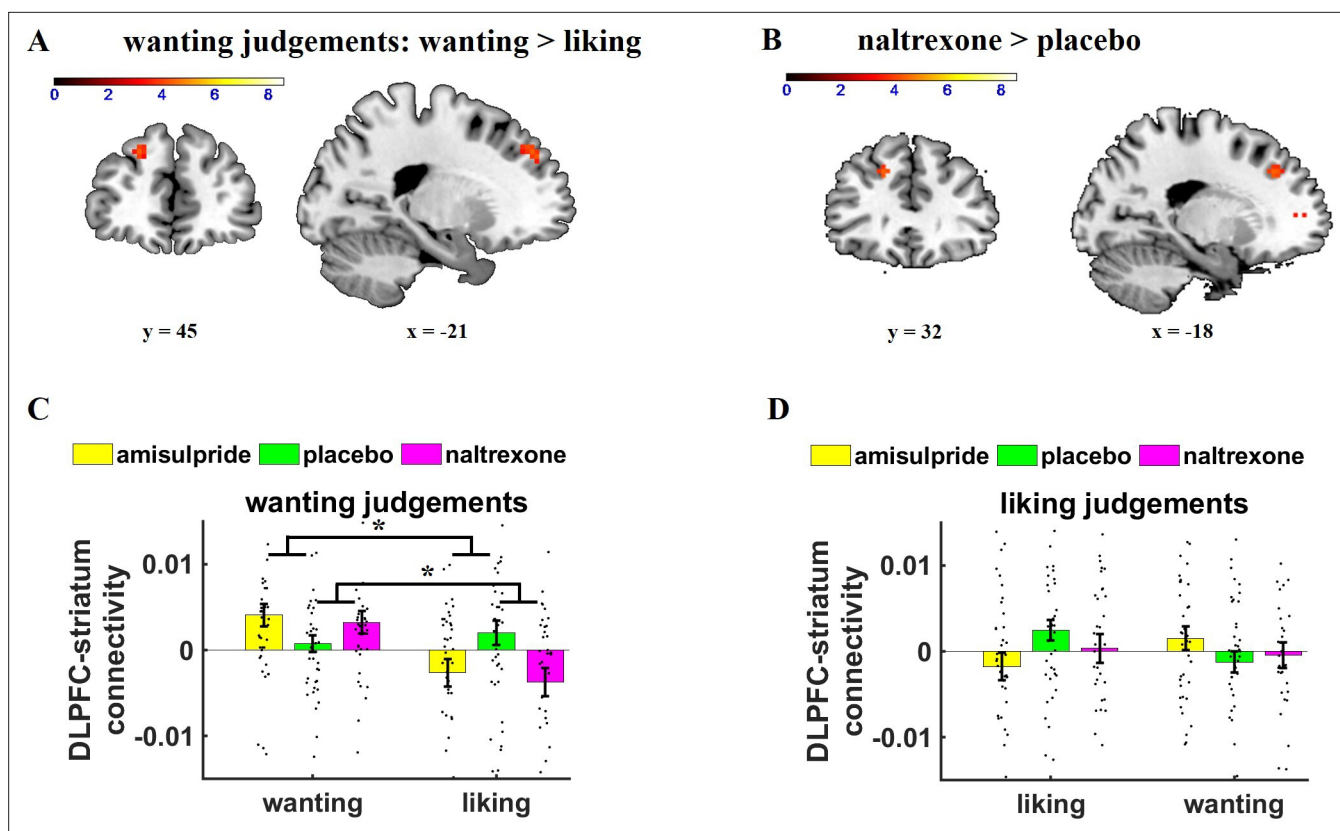 A wanting judgements: wanting > liking
0 2 4 6 8
y = 45 x = -21
B naltrexone > placebo
0 2 4 6 8
y = 32 x = -18
C
amisulpride placebo naltrexone
wanting judgements
* *
DLPFC-striatum
connectivity
0.01
0
-0.01
wanting liking
D
amisulpride placebo naltrexone
liking judgements
DLPFC-striatum
connectivity
0.01
0
-0.01
liking wanting